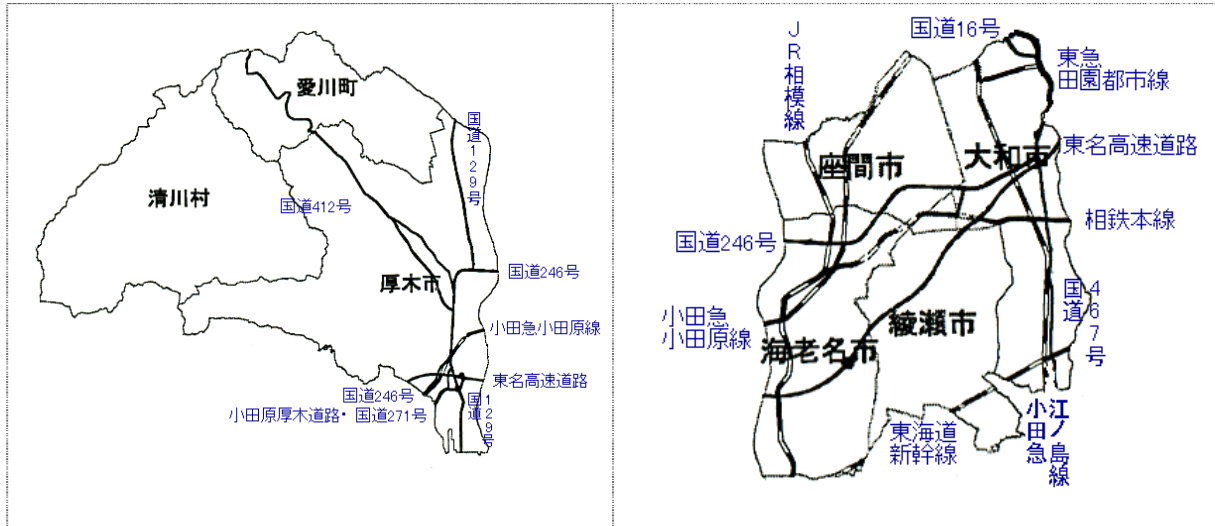 愛川町
国道129号
清川村
国道412号
厚木市
国道246号
小田急小田原線
東名高速道路
国道246号
小田原厚木道路・国道271号
国道129号
国道16号
JR相模線
東急
田園都市線
東名高速道路
座間市
大和市
相鉄本線
国道246号
国道467号
小田急
小田原線
綾瀬市
海老名市
東海道
新幹線
小田急
江ノ島線